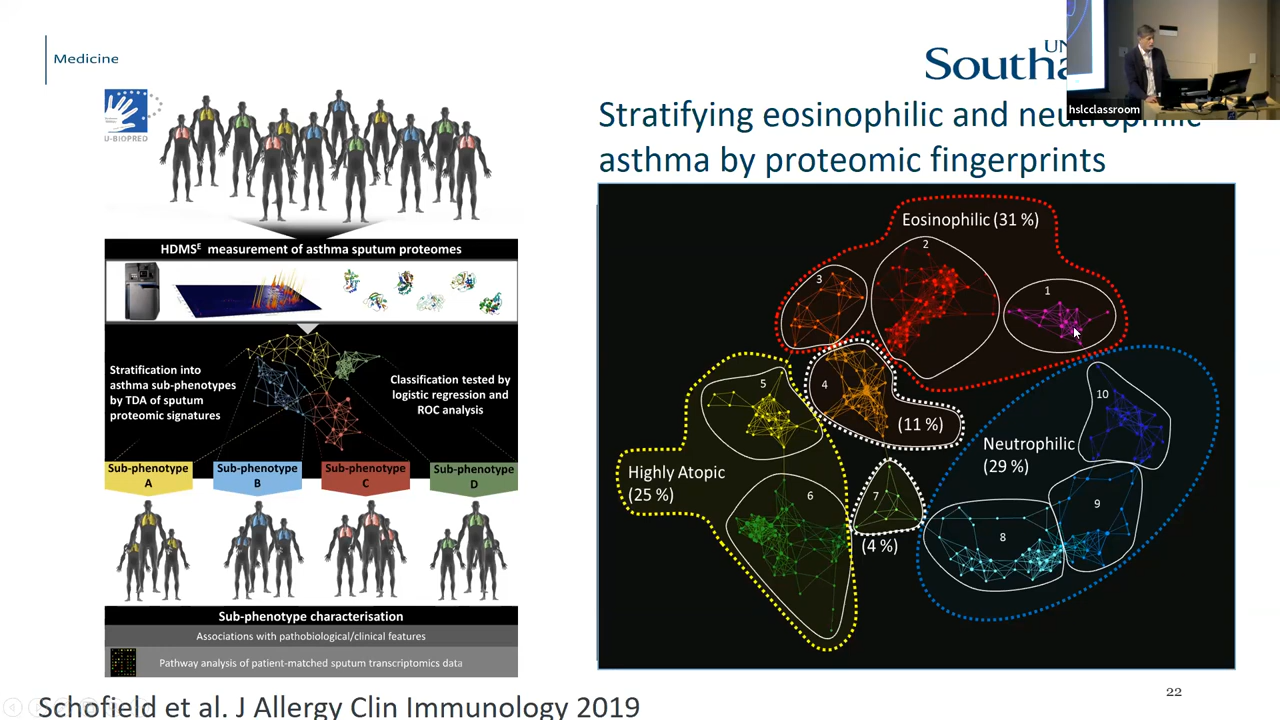 Medicine
UN
Southa
hslcclassroom
U-BIOPRED
Stratifying eosinophilic and neutrophilic
asthma by proteomic fingerprints
HDMSE measurement of asthma sputum proteomes
Stratification into
asthma sub-phenotypes
by TDA of sputum
proteomic signatures
Classification tested by
logistic regression and
ROC analysis
Sub-phenotype
A
Sub-phenotype
B
Sub-phenotype
C
Sub-phenotype
D
Sub-phenotype characterisation
Associations with pathobiological/clinical features
Pathway analysis of patient-matched sputum transcriptomics data
Eosinophilic (31 %)
2
3
1
5
4
(11 %)
10
Neutrophilic
(29 %)
Highly Atopic
(25 %)
6
7
9
8
(4 %)
22
Schofield et al. J Allergy Clin Immunology 2019